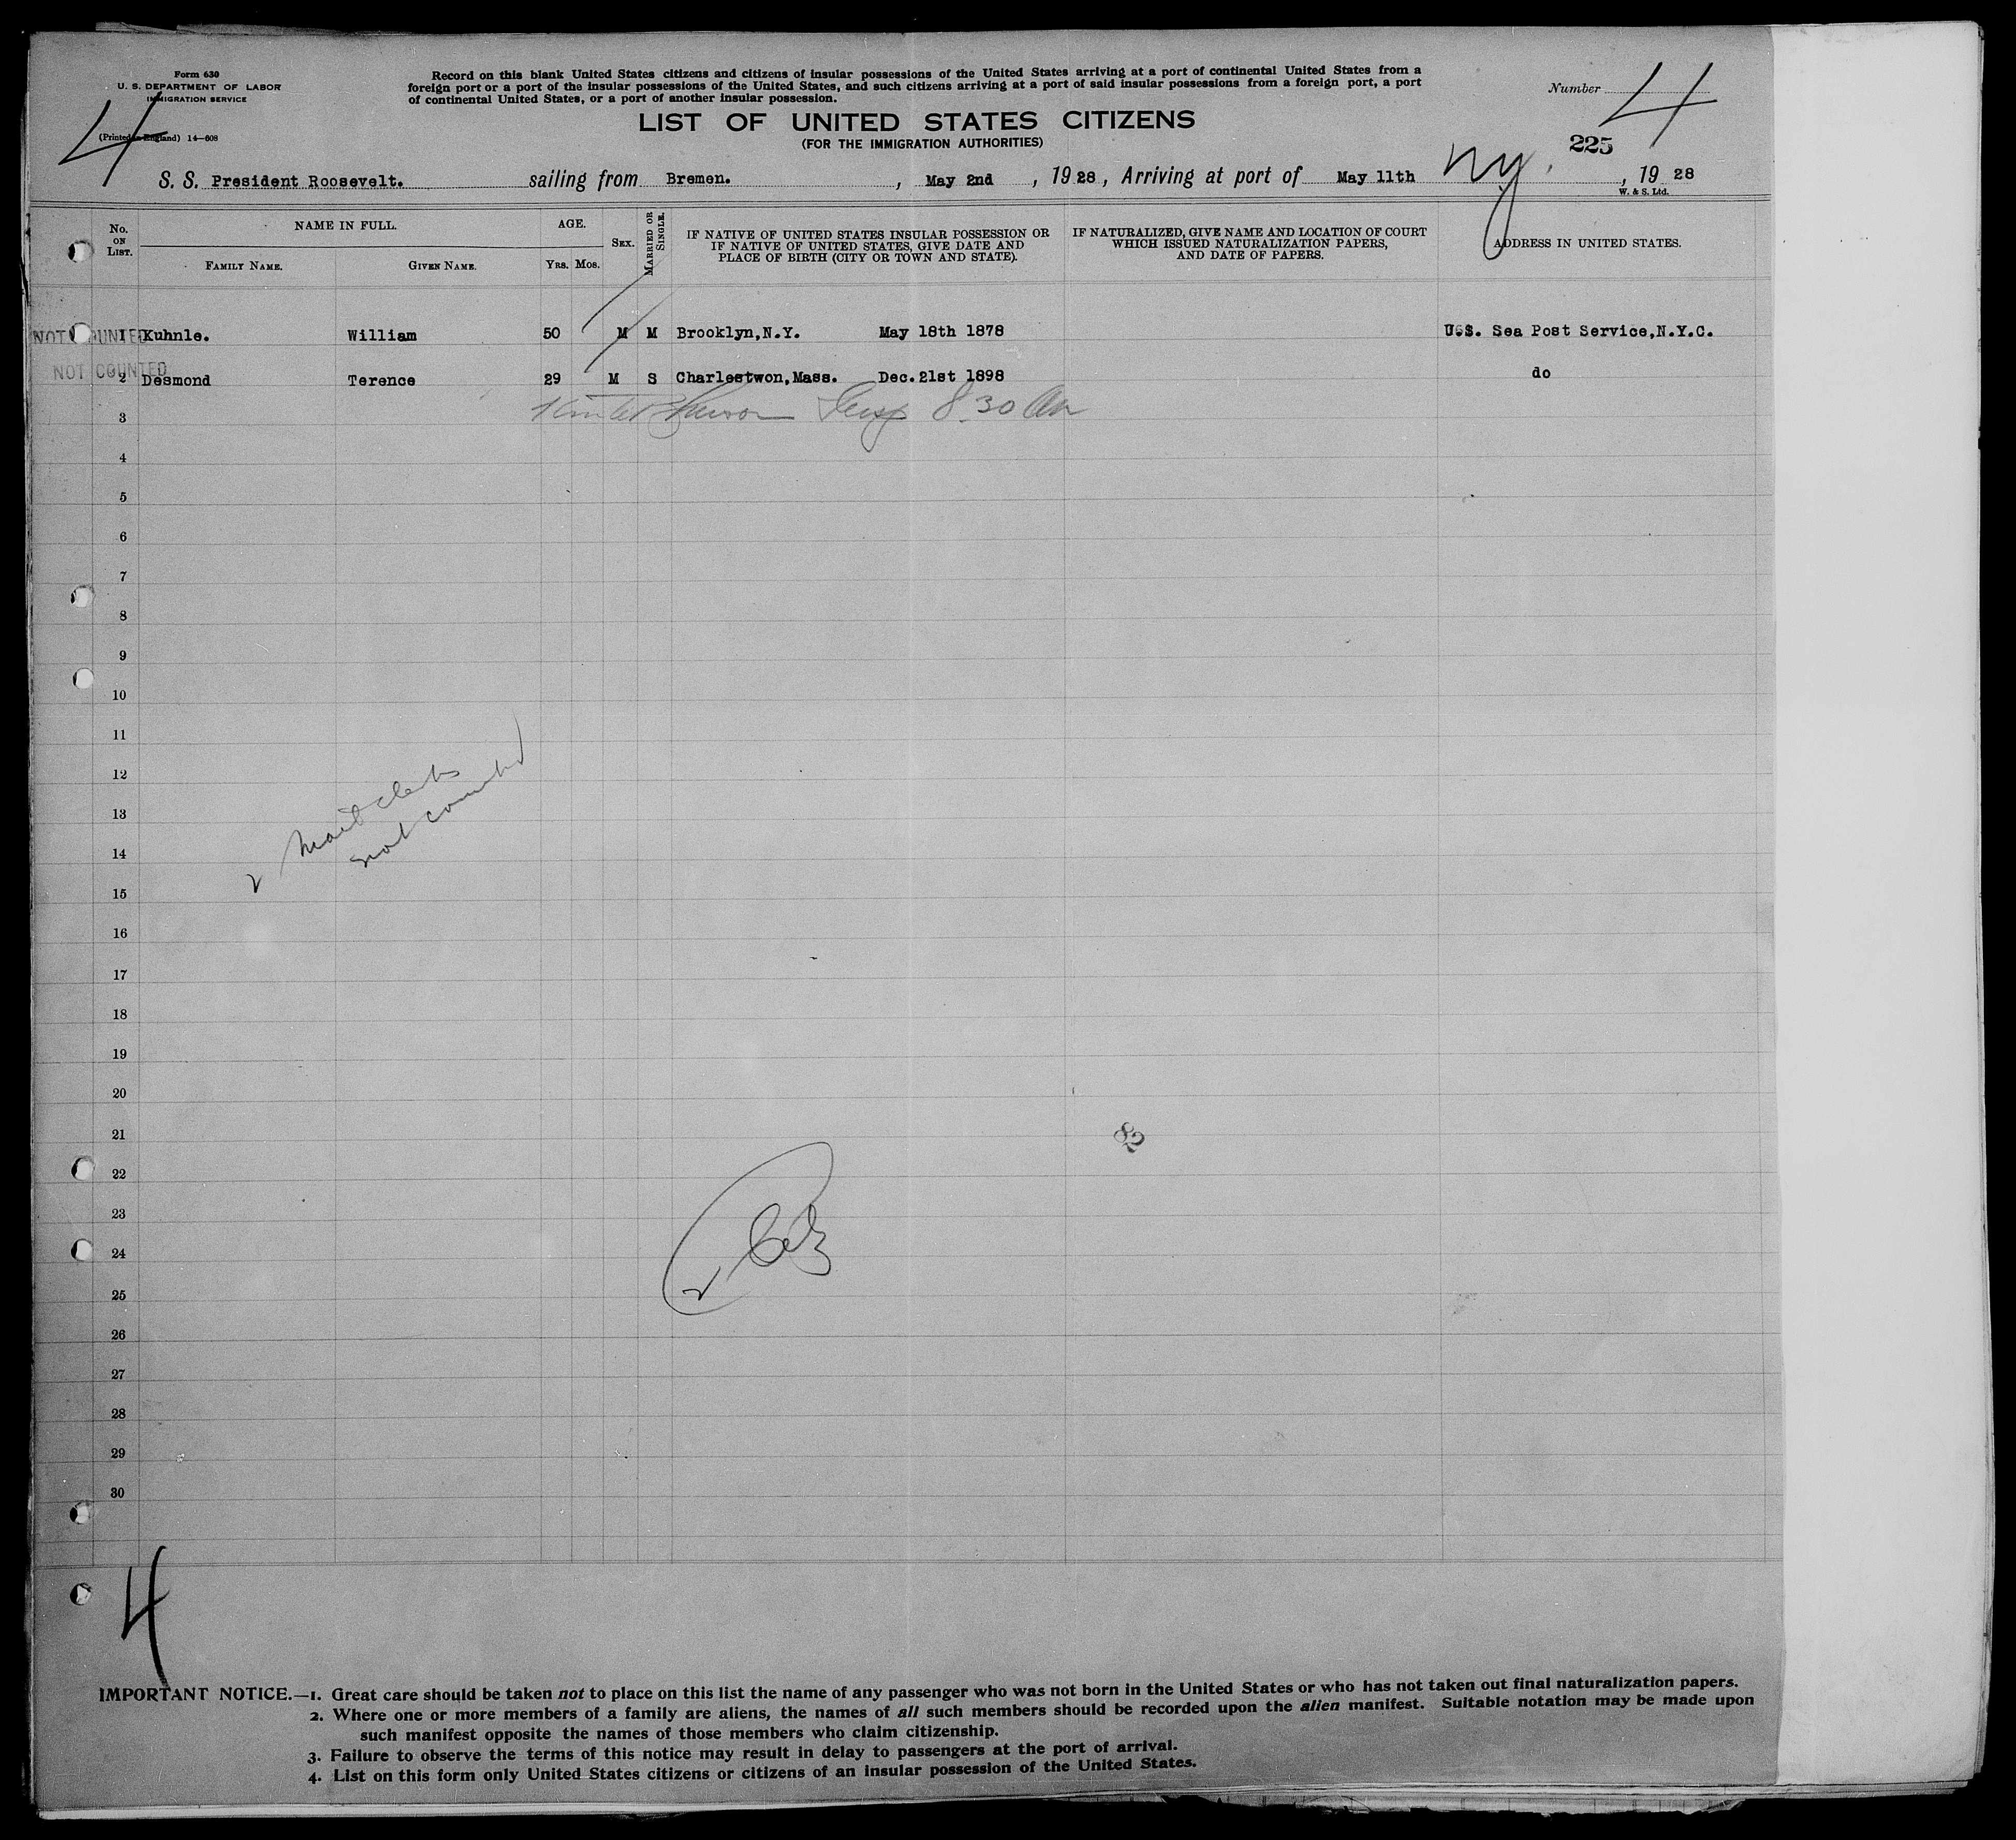 Form 630
U. S. DEPARTMENT OF LABOR
IMMIGRATION SERVICE
(Printed in England) 14—608
4
Record on this blank United States citizens and citizens of insular possessions of the United States arriving at a port of continental United States from a
foreign port or a port of the insular possessions of the United States, and such citizens arriving at a port of said insular possessions from a foreign port, a port
of continental United States, or a port of another insular possession.
Number 4
LIST OF UNITED STATES CITIZENS
(FOR THE IMMIGRATION AUTHORITIES)
225
S. S. President Roosevelt. sailing from Bremen. , May 2nd , 1928, Arriving at port of May 11th ny. , 19 28
W. & S. Ltd.
No. ON LIST.
NAME IN FULL.
FAMILY NAME. GIVEN NAME.
AGE.
YRS. MOS.
SEX.
MARRIED OR SINGLE.
IF NATIVE OF UNITED STATES INSULAR POSSESSION OR
IF NATIVE OF UNITED STATES, GIVE DATE AND
PLACE OF BIRTH (CITY OR TOWN AND STATE).
IF NATURALIZED, GIVE NAME AND LOCATION OF COURT
WHICH ISSUED NATURALIZATION PAPERS,
AND DATE OF PAPERS.
ADDRESS IN UNITED STATES.
NOT COUNTED 1 Kuhnle. William 50 M M Brooklyn,N.Y. May 18th 1878 U.S. Sea Post Service,N.Y.C.
NOT COUNTED 2 Desmond Terence 29 M S Charlestwon,Mass. Dec.21st 1898 do
3 8.30 Am
4
5
6
7
8
9
10
11
12
13
14
15
16
17
18
19
20
21
22
23
24
25
26
27
28
29
30
2 mail clerks
not counted
82
2
4
IMPORTANT NOTICE.—1. Great care should be taken not to place on this list the name of any passenger who was not born in the United States or who has not taken out final naturalization papers.
2. Where one or more members of a family are aliens, the names of all such members should be recorded upon the alien manifest. Suitable notation may be made upon
such manifest opposite the names of those members who claim citizenship.
3. Failure to observe the terms of this notice may result in delay to passengers at the port of arrival.
4. List on this form only United States citizens or citizens of an insular possession of the United States.